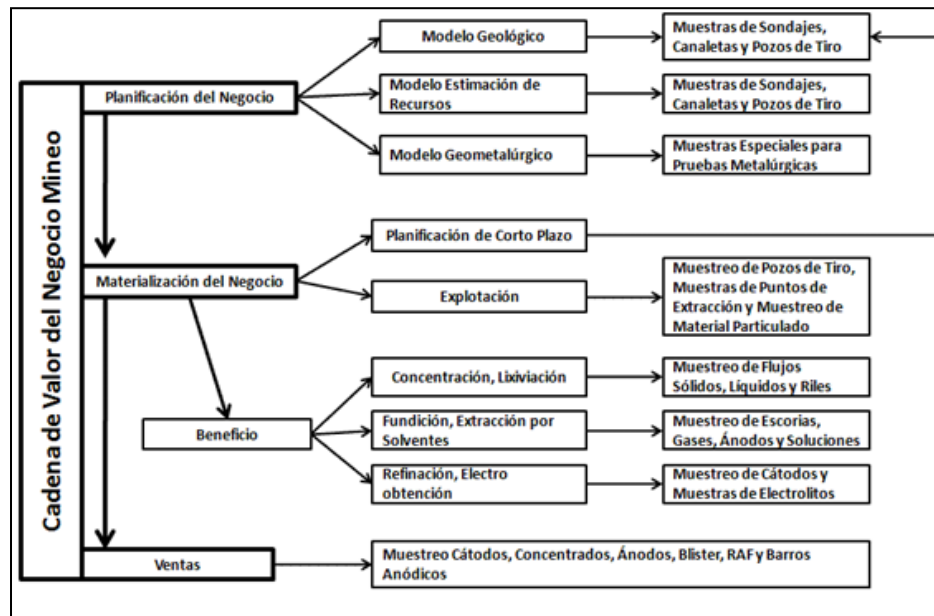 Cadena de Valor del Negocio Mineo
Planificación del Negocio
Modelo Geológico
Muestras de Sondajes,
Canaletas y Pozos de Tiro
Modelo Estimación de
Recursos
Muestras de Sondajes,
Canaletas y Pozos de Tiro
Modelo Geometalúrgico
Muestras Especiales para
Pruebas Metalúrgicas
Materialización del Negocio
Planificación de Corto Plazo
Explotación
Muestreo de Pozos de Tiro,
Muestras de Puntos de
Extracción y Muestreo de
Material Particulado
Beneficio
Concentración, Lixiviación
Muestreo de Flujos
Sólidos, Líquidos y Riles
Fundición, Extracción por
Solventes
Muestreo de Escorias,
Gases, Ánodos y Soluciones
Refinación, Electro
obtención
Muestreo de Cátodos y
Muestras de Electrolitos
Ventas
Muestreo Cátodos, Concentrados, Ánodos, Blister, RAF y Barros
Anódicos